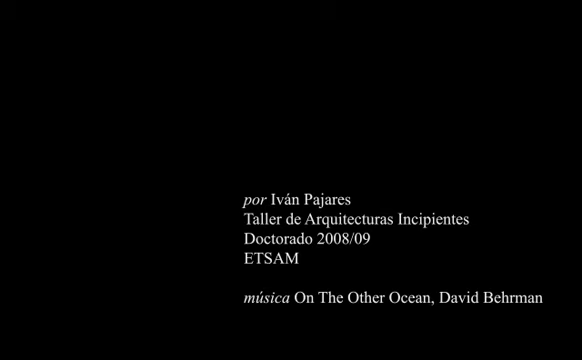 por Iván Pajares
Taller de Arquitecturas Incipientes
Doctorado 2008/09
ETSAM
música On The Other Ocean, David Behrman